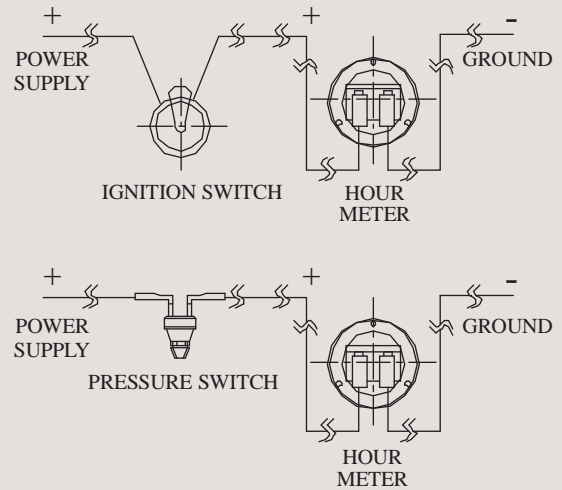 + + -
POWER
SUPPLY
GROUND
IGNITION SWITCH
HOUR
METER
+ + -
POWER
SUPPLY
GROUND
PRESSURE SWITCH
HOUR
METER